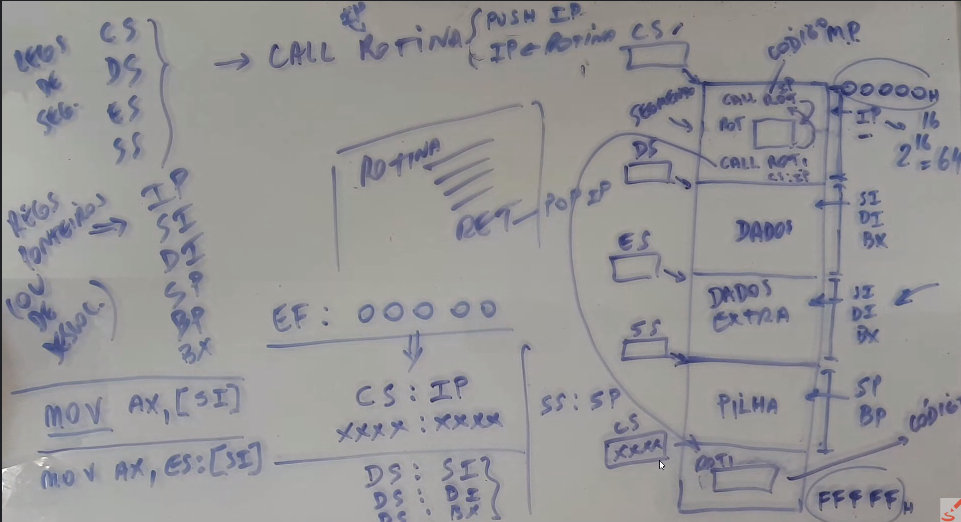 REGS DE SEG.
CS
DS
ES
SS
→ CALL ROTINA { PUSH IP
IP ← ROTINA
REGS PONTEIROS ⇒
(OU DE DESLOC.)
IP
SI
DI
SP
BP
BX
MOV AX,[SI]
MOV AX, ES:[SI]
ROTINA
RET — POP IP
EF: 00000
⇓
CS : IP
XXXX : XXXX
SS : SP
DS : SI
DS : DI
DS : BX
CS
CÓDIGO M.P.
SEGMENTO
IP
CALL ROT
ROT
CALL ROT1
CS:IP
00000H
IP → 16
2^16 = 64
DS
DADOS
SI
DI
BX
ES
DADOS
EXTRA
SI
DI
BX
SS
PILHA
SP
BP
CS
XXXX
ROT1
CÓDIGO
FFFFFH